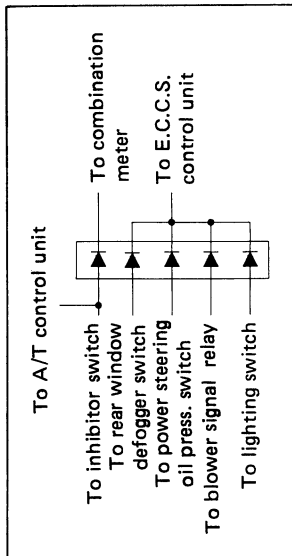 To A/T control unit
To inhibitor switch
To rear window
defogger switch
To power steering
oil press. switch
To blower signal relay
To lighting switch
To combination
meter
To E.C.C.S.
control unit